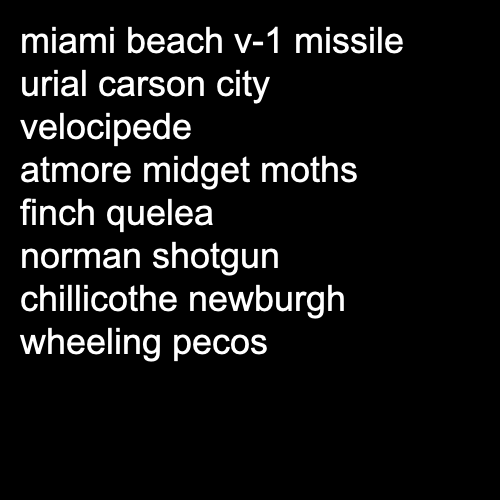 miami beach v-1 missile
urial carson city
velocipede
atmore midget moths
finch quelea
norman shotgun
chillicothe newburgh
wheeling pecos